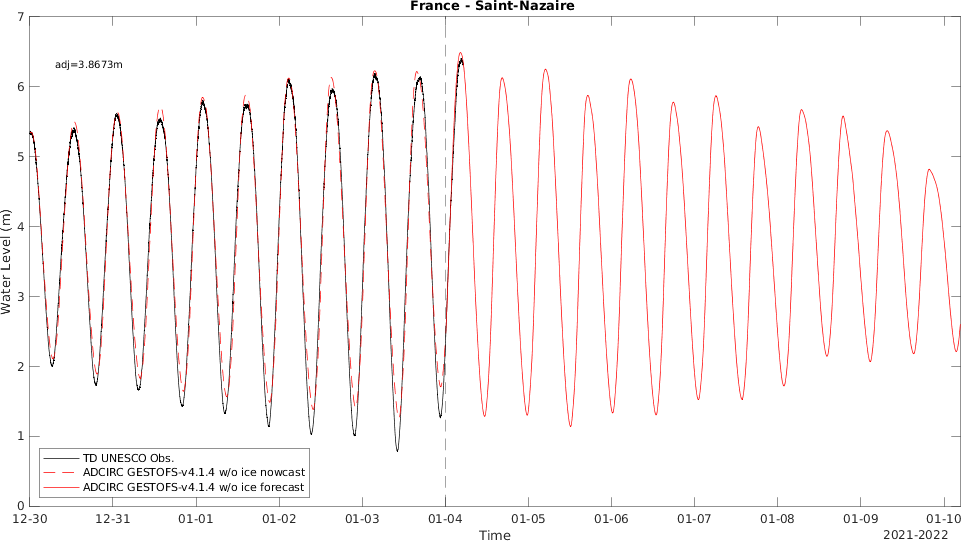 France - Saint-Nazaire
7
6
5
4
3
2
1
0
adj=3.8673m
Water Level (m)
TD UNESCO Obs.
ADCIRC GESTOFS-v4.1.4 w/o ice nowcast
ADCIRC GESTOFS-v4.1.4 w/o ice forecast
12-30 12-31 01-01 01-02 01-03 01-04 01-05 01-06 01-07 01-08 01-09 01-10
Time
2021-2022